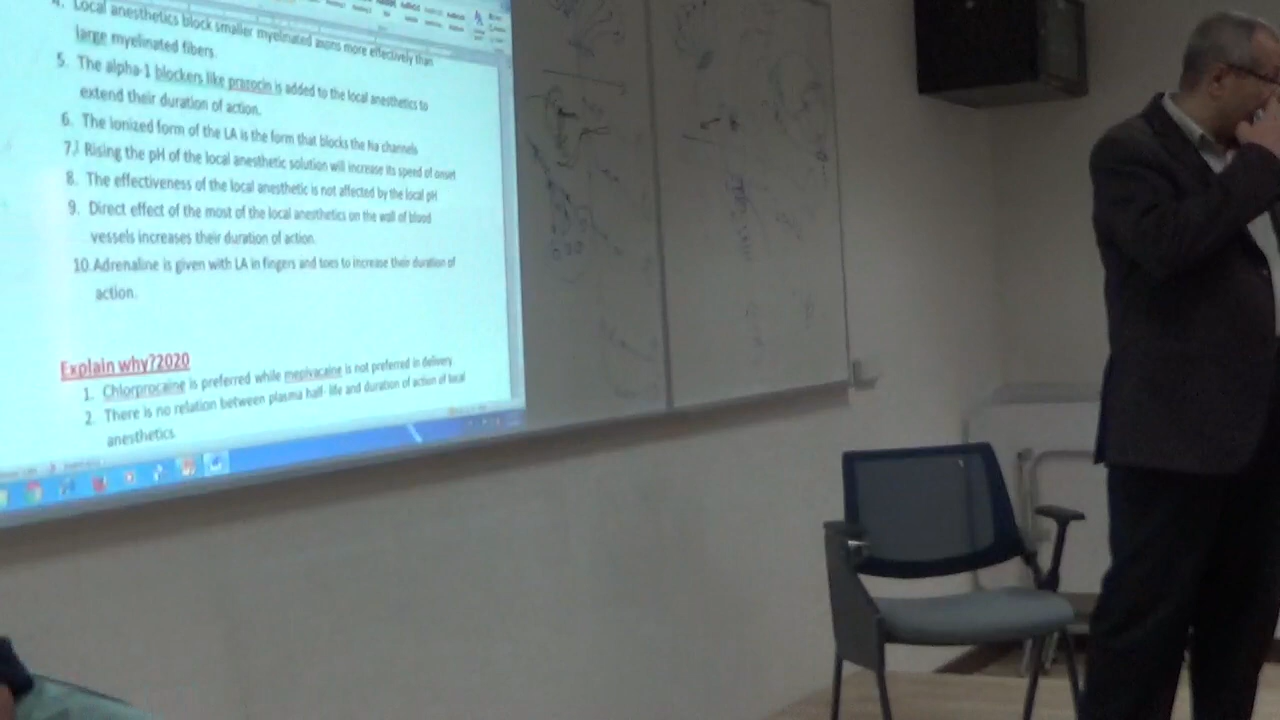 4. Local anesthetics block smaller myelinated axons more effectively than
large myelinated fibers.
5. The alpha-1 blockers like prazocin is added to the local anesthetics to
extend their duration of action.
6. The ionized form of the LA is the form that blocks the Na channels
7. Rising the pH of the local anesthetic solution will increase its speed of onset
8. The effectiveness of the local anesthetic is not affected by the local pH
9. Direct effect of the most of the local anesthetics on the wall of blood
vessels increases their duration of action.
10. Adrenaline is given with LA in fingers and toes to increase their duration of
action.
Explain why?2020
1. Chlorprocaine is preferred while mepivacaine is not preferred in delivery
2. There is no relation between plasma half- life and duration of action of local
anesthetics